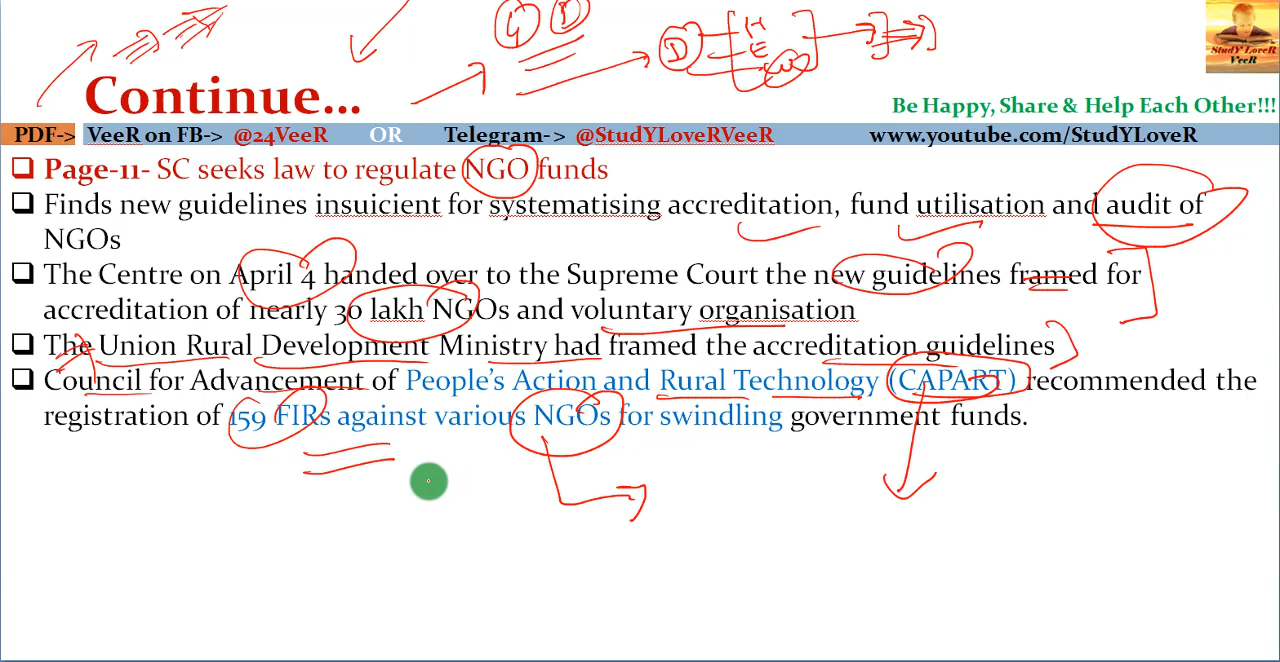 G D
D H
E
StudY LoveR
VeeR
Continue...
Be Happy, Share & Help Each Other!!!
PDF-> VeeR on FB-> @24VeeR OR Telegram-> @StudYLoveRVeeR www.youtube.com/StudYLoveR
Page-11- SC seeks law to regulate NGO funds
Finds new guidelines insuicient for systematising accreditation, fund utilisation and audit of
NGOs
The Centre on April 4 handed over to the Supreme Court the new guidelines framed for
accreditation of nearly 30 lakh NGOs and voluntary organisation
The Union Rural Development Ministry had framed the accreditation guidelines
Council for Advancement of People's Action and Rural Technology (CAPART) recommended the
registration of 159 FIRs against various NGOs for swindling government funds.